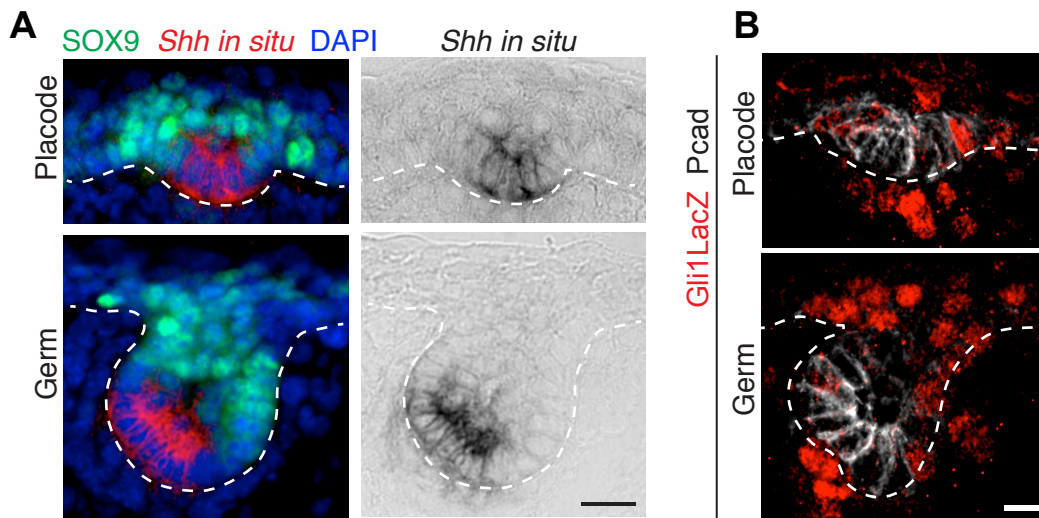 A
SOX9 Shh in situ DAPI
Shh in situ
Placode
Germ
B
Gli1LacZ Pcad
Placode
Germ